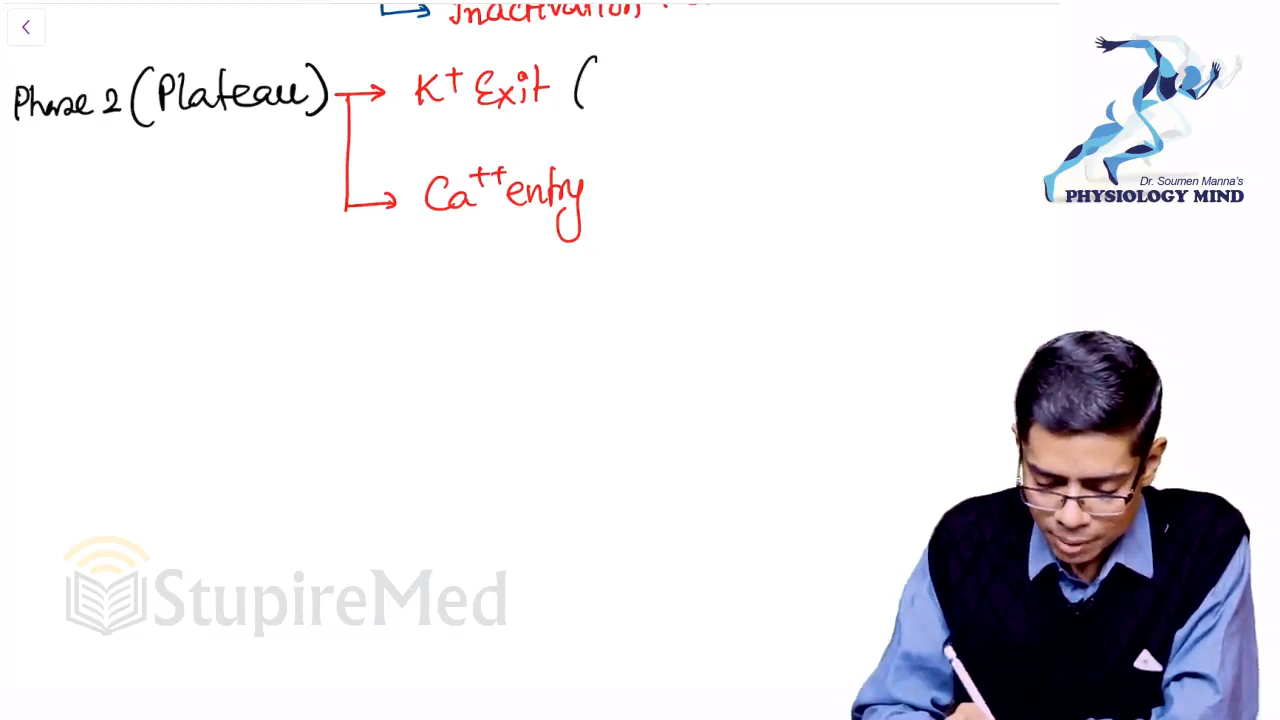 Inactivation
Phase 2 (Plateau) → K+ Exit (
→ Ca++ entry
Dr. Soumen Manna's
PHYSIOLOGY MIND
StupireMed